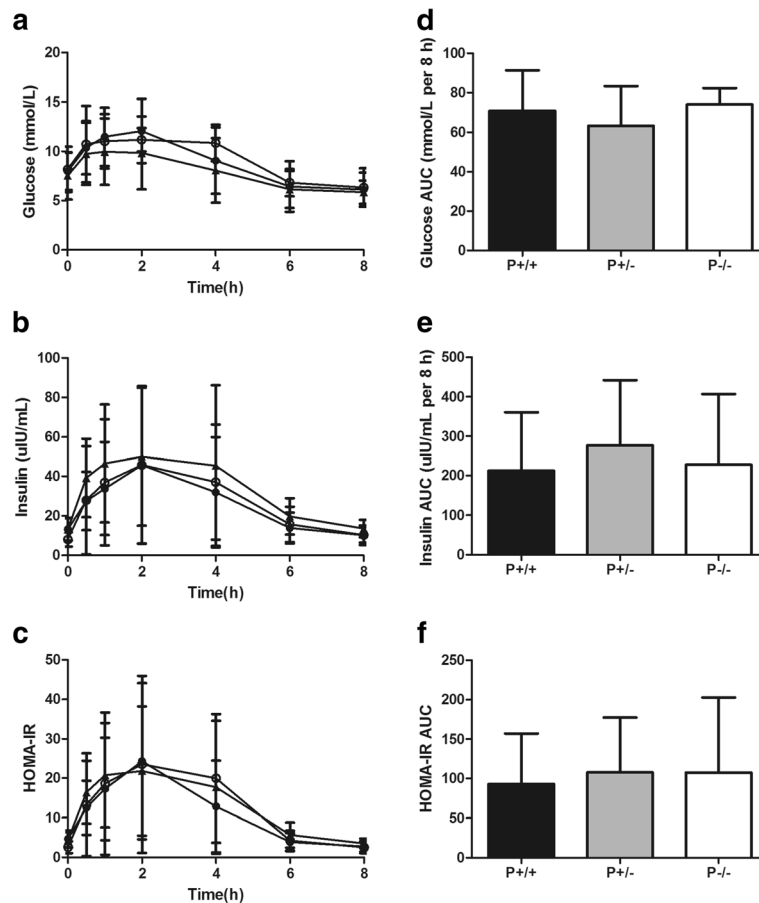 a
20
15
10
5
0
Glucose (mmol/L)
0 2 4 6 8
Time(h)
d
100
80
60
40
20
0
Glucose AUC (mmol/L per 8 h)
P+/+ P+/- P-/-
b
100
80
60
40
20
0
Insulin (uIU/mL)
0 2 4 6 8
Time(h)
e
500
400
300
200
100
0
Insulin AUC (uIU/mL per 8 h)
P+/+ P+/- P-/-
c
50
40
30
20
10
0
HOMA-IR
0 2 4 6 8
Time(h)
f
250
200
150
100
50
0
HOMA-IR AUC
P+/+ P+/- P-/-